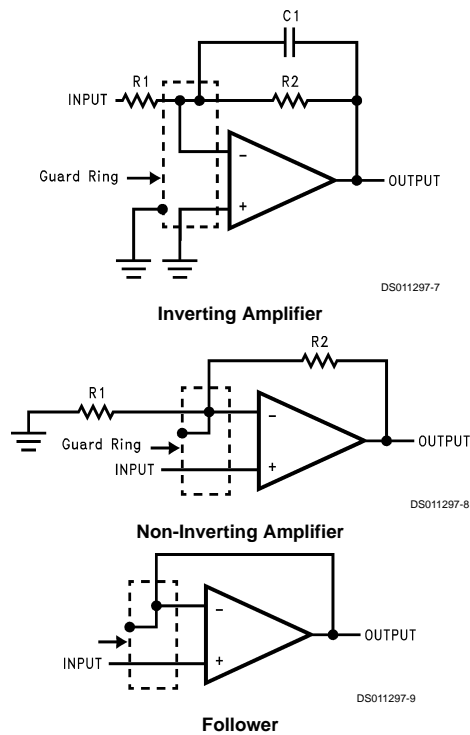 C1
R1
R2
INPUT
-
Guard Ring
+
OUTPUT
DS011297-7
Inverting Amplifier
R2
R1
-
Guard Ring
OUTPUT
INPUT
+
DS011297-8
Non-Inverting Amplifier
-
OUTPUT
INPUT
+
DS011297-9
Follower